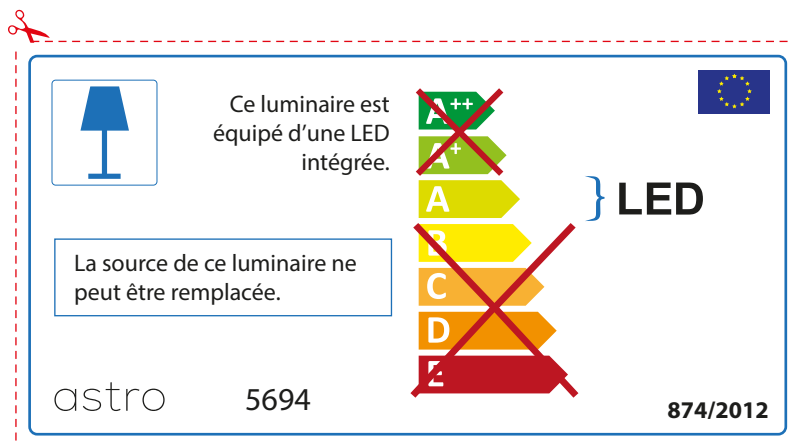 Ce luminaire est
équipé d’une LED
intégrée.
La source de ce luminaire ne
peut être remplacée.
A++
A+
A
B
C
D
E
LED
astro 5694
874/2012